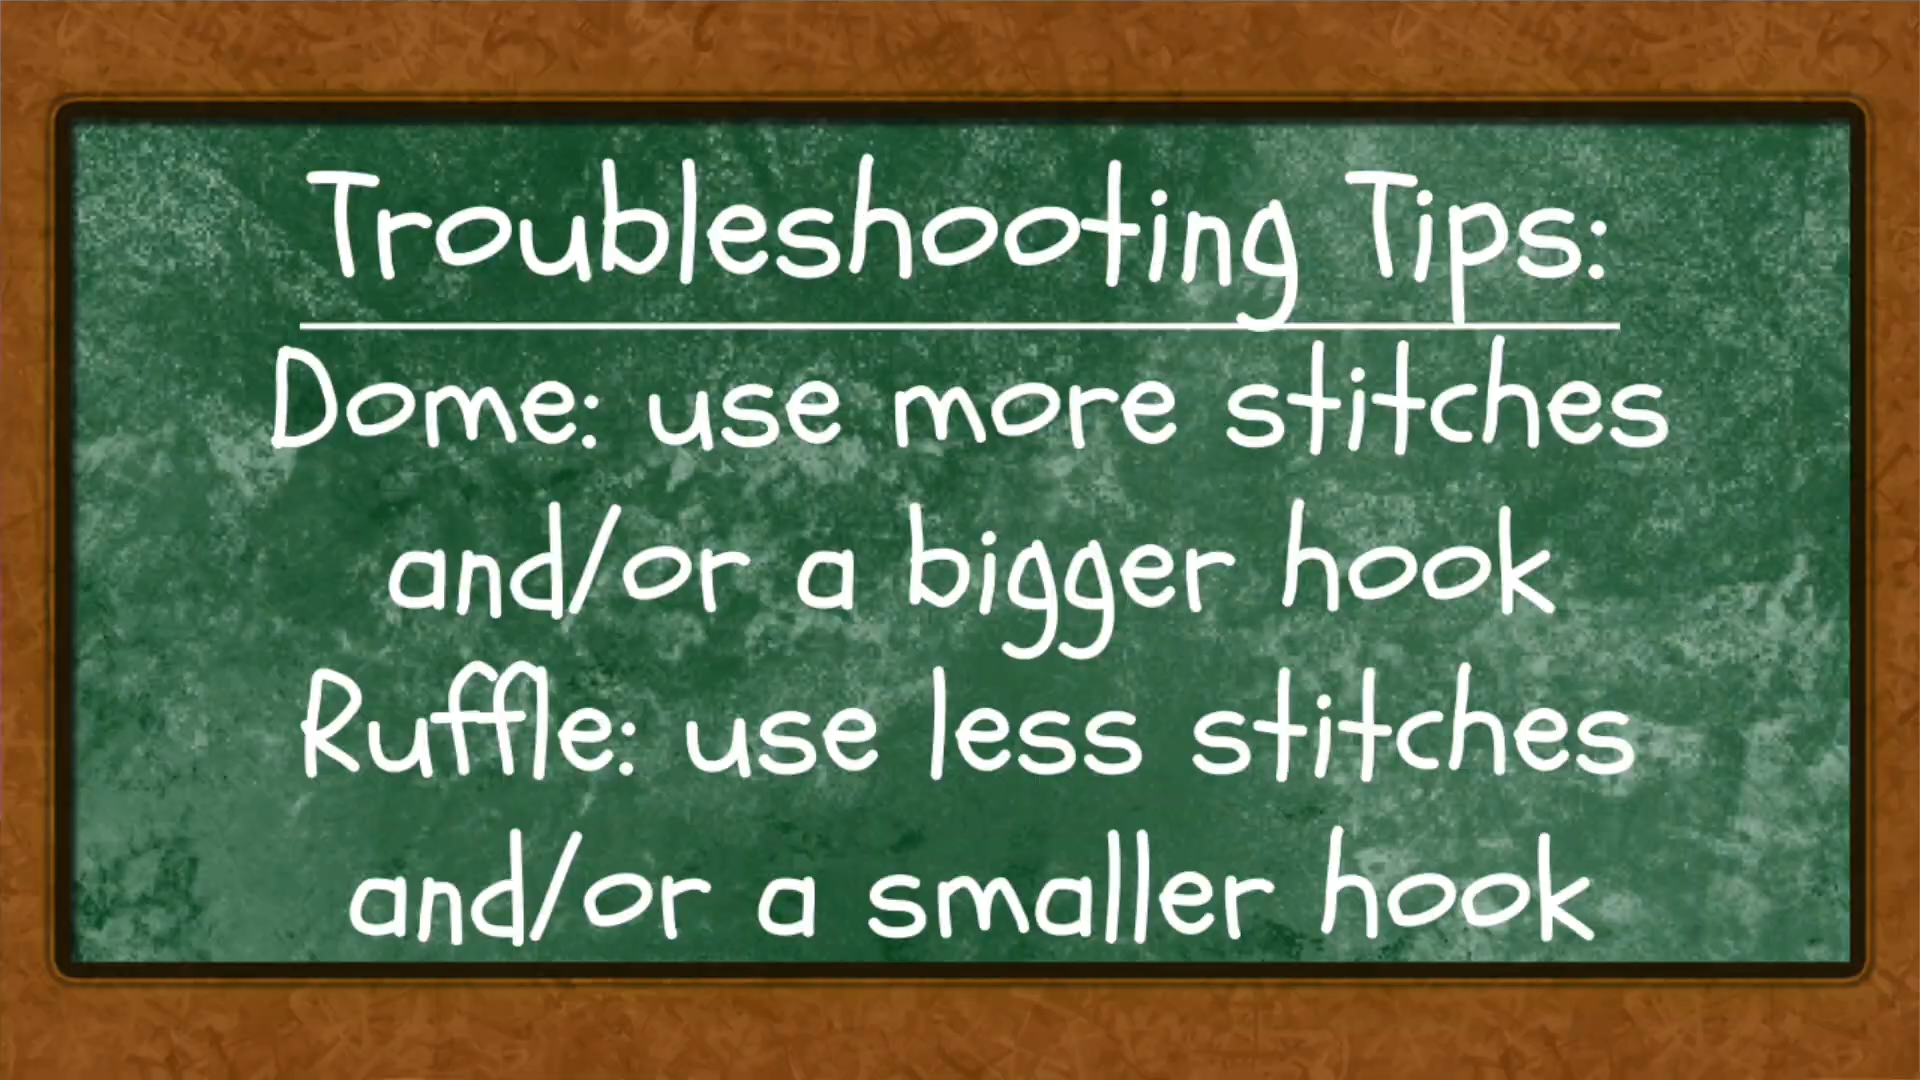 Troubleshooting Tips:
Dome: use more stitches
and/or a bigger hook
Ruffle: use less stitches
and/or a smaller hook